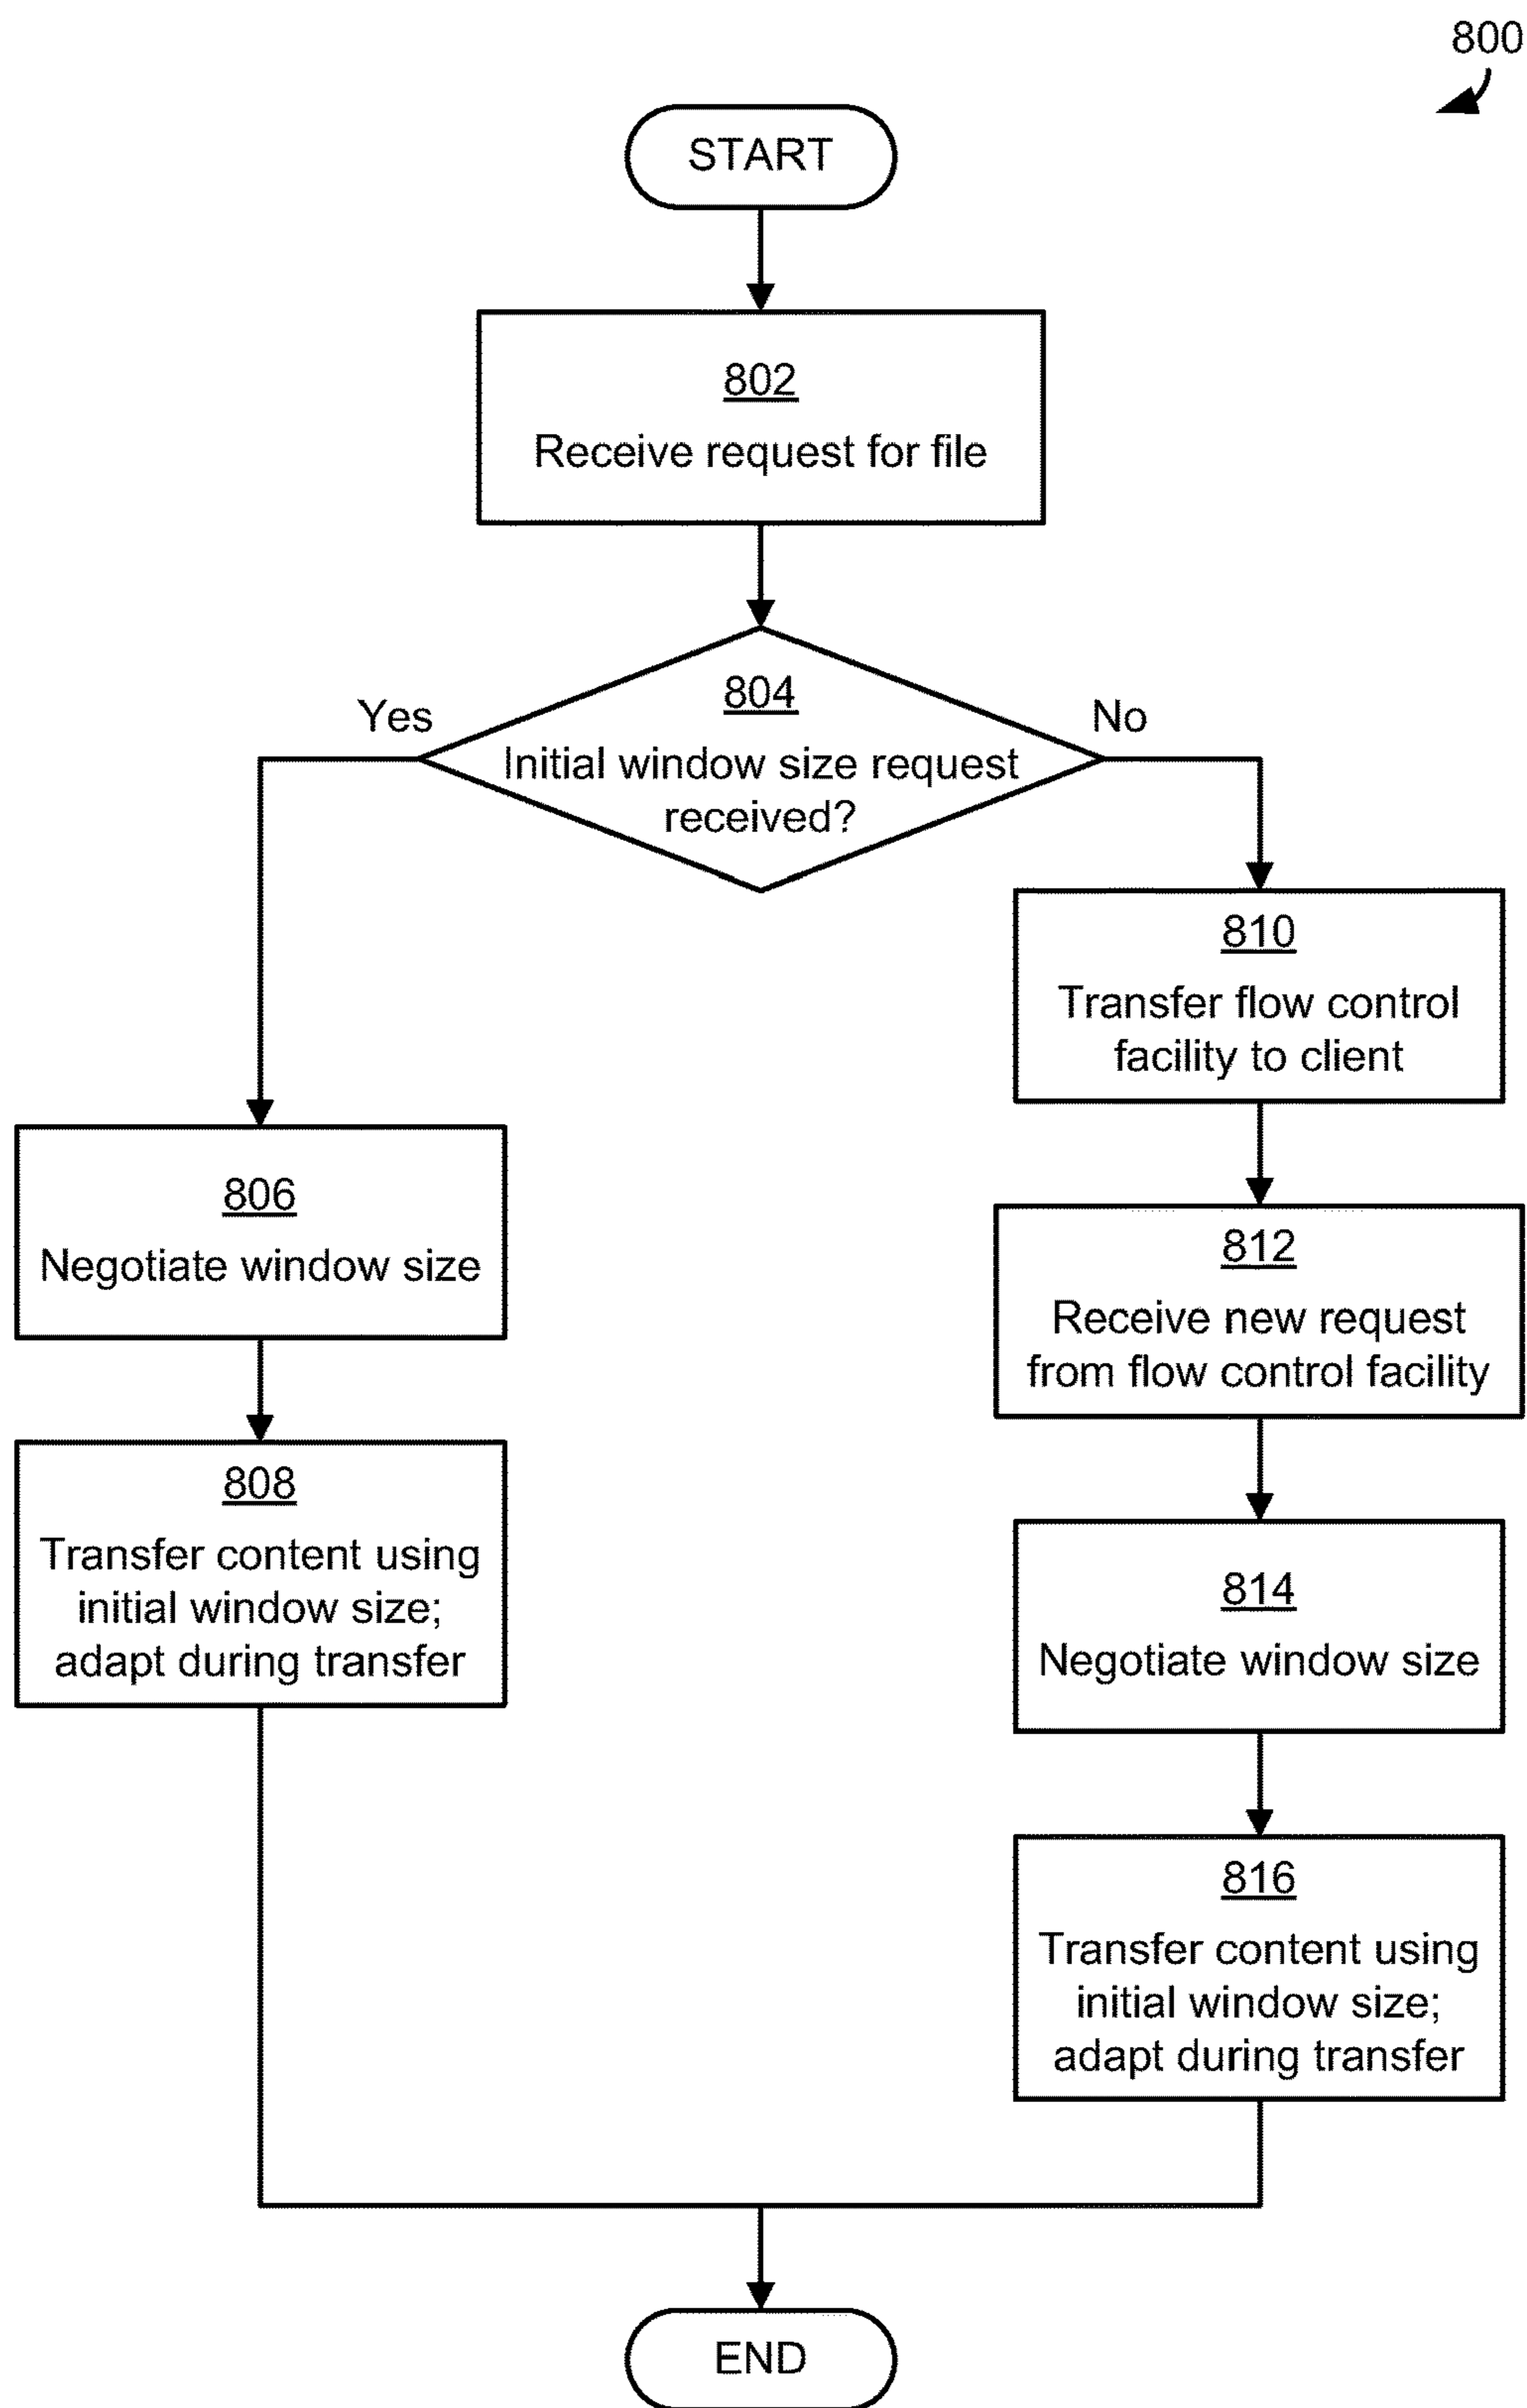 800
START
802
Receive request for file
804
Initial window size request
received?
Yes
No
806
Negotiate window size
808
Transfer content using
initial window size;
adapt during transfer
810
Transfer flow control
facility to client
812
Receive new request
from flow control facility
814
Negotiate window size
816
Transfer content using
initial window size;
adapt during transfer
END